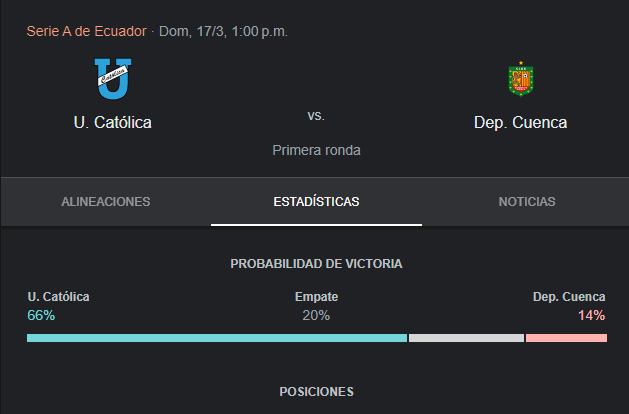 Serie A de Ecuador · Dom, 17/3, 1:00 p.m.
Católica
U. Católica
vs.
Dep. Cuenca
Primera ronda
ALINEACIONES
ESTADÍSTICAS
NOTICIAS
PROBABILIDAD DE VICTORIA
U. Católica
Empate
Dep. Cuenca
66%
20%
14%
POSICIONES